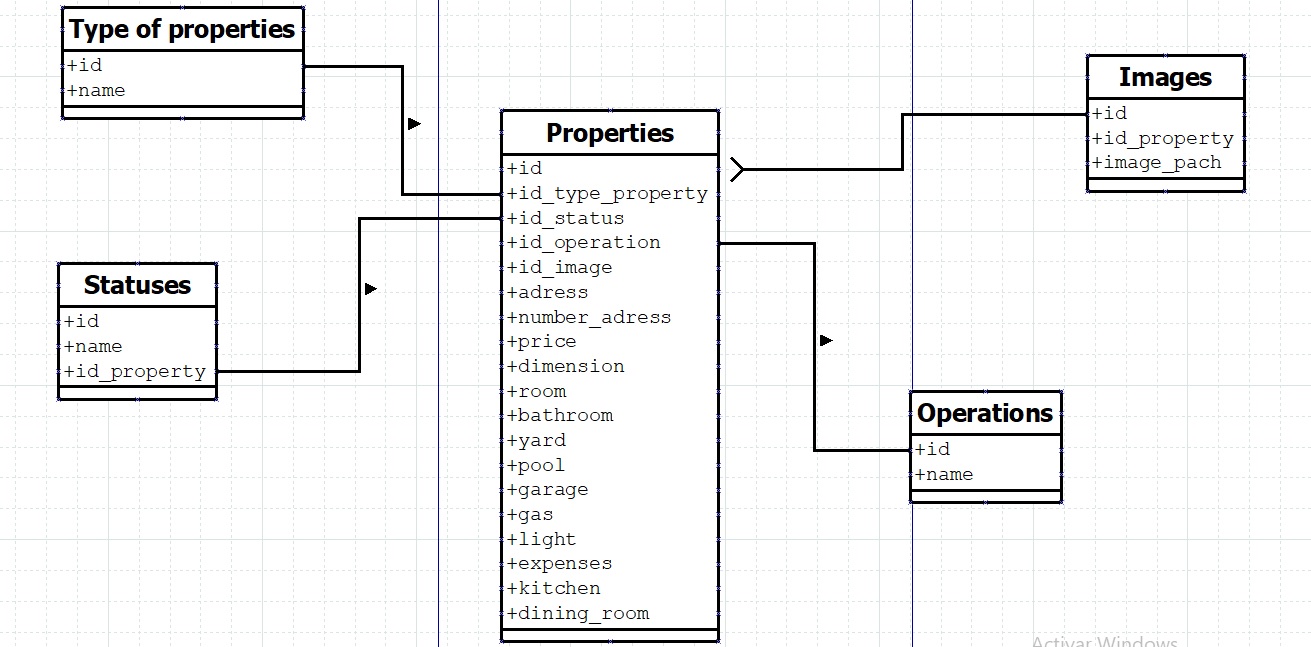 Type of properties
+id
+name
Images
+id
+id_property
+image_pach
Properties
+id
+id_type_property
+id_status
+id_operation
+id_image
+adress
+number_adress
+price
+dimension
+room
+bathroom
+yard
+pool
+garage
+gas
+light
+expenses
+kitchen
+dining_room
Statuses
+id
+name
+id_property
Operations
+id
+name
Activar Windows